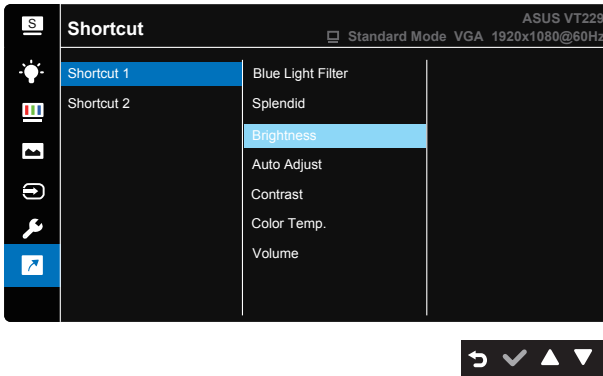 S
Shortcut
ASUS VT229
Standard Mode VGA 1920x1080@60Hz
Shortcut 1
Shortcut 2
Blue Light Filter
Splendid
Brightness
Auto Adjust
Contrast
Color Temp.
Volume